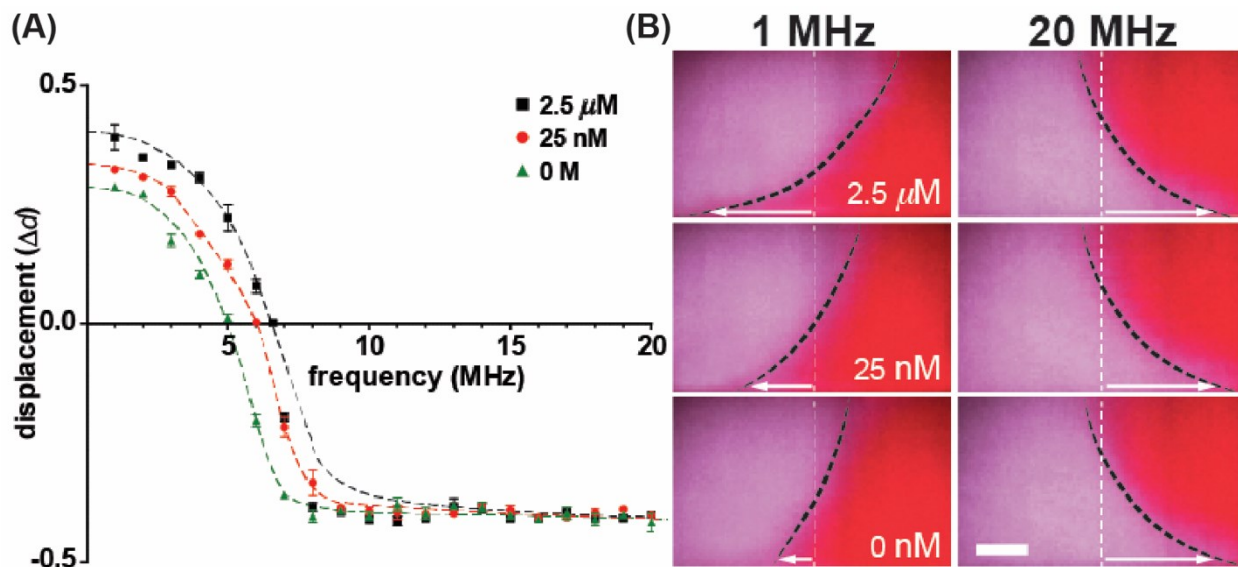 (A)
0.5
0.0
-0.5
displacement (Δd)
5
10
15
20
frequency (MHz)
2.5 μM
25 nM
0 M
(B)
1 MHz
20 MHz
2.5 μM
25 nM
0 nM